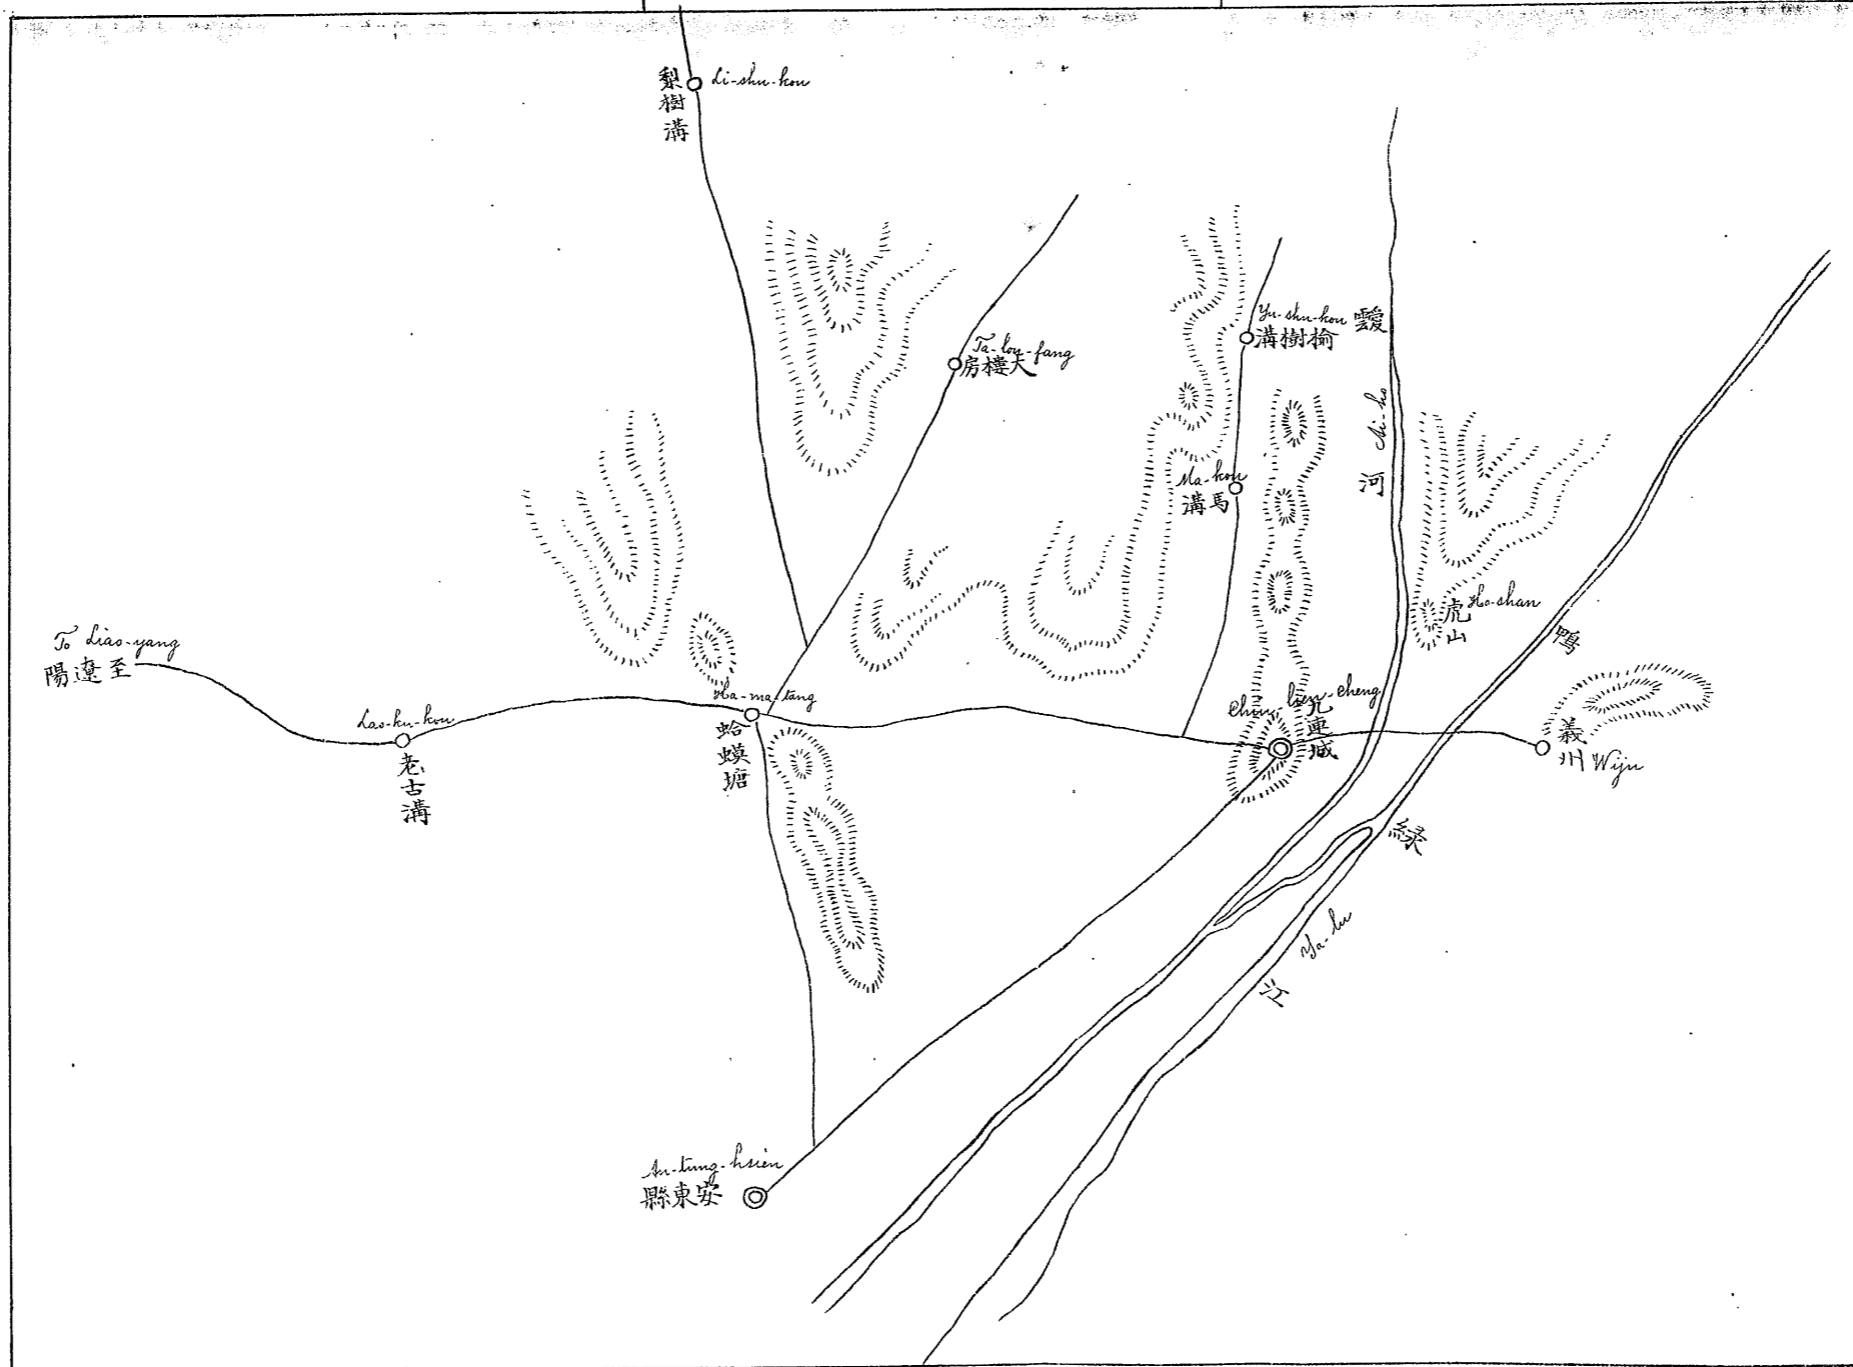 Li-shu-kou
梨樹溝
Ta-lou-fang
房樓大
Yu-shu-kou
溝樹榆
靉河
Ai-ho
Ma-kou
溝馬
虎山
Ho-shan
鴨綠江
Ya-lu
To Liao-yang
陽遼至
Lao-ku-kou
老古溝
Ha-ma-tang
蛤蟆塘
Chiu-lien-cheng
九連城
義州
Wiju
An-tung-hsien
縣東安